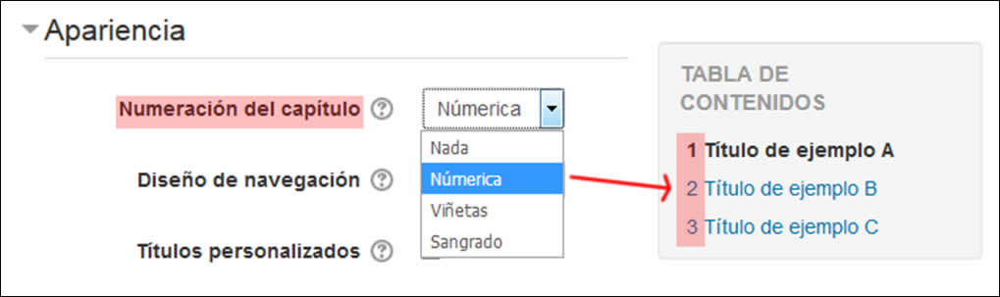 Apariencia
Numeración del capítulo
Númerica
Nada
Diseño de navegación
Númerica
Viñetas
Títulos personalizados
Sangrado
TABLA DE
CONTENIDOS
1 Título de ejemplo A
2 Título de ejemplo B
3 Título de ejemplo C